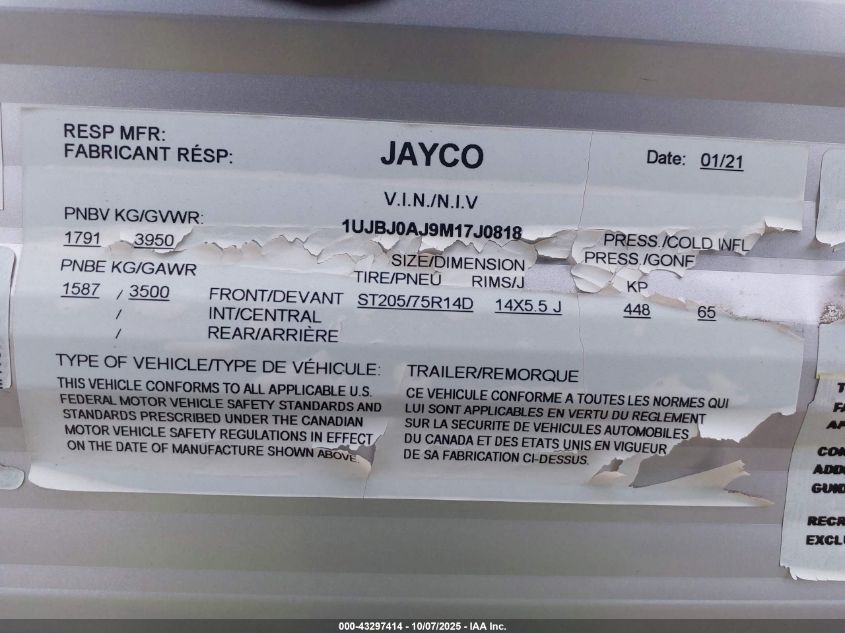 RESP MFR:
FABRICANT RÉSP:
JAYCO
Date: 01/21
V.I.N./N.I.V
1UJBJ0AJ9M17J0818
PNBV KG/GVWR:
1791 3950
PRESS./COLD INFL
PRESS./GONF
SIZE/DIMENSION
TIRE/PNEU RIMS/J
KP
PNBE KG/GAWR
1587 / 3500 FRONT/DEVANT ST205/75R14D 14X5.5 J 448 65
/ INT/CENTRAL
/ REAR/ARRIÈRE
TYPE OF VEHICLE/TYPE DE VÉHICULE: TRAILER/REMORQUE
THIS VEHICLE CONFORMS TO ALL APPLICABLE U.S.
FEDERAL MOTOR VEHICLE SAFETY STANDARDS AND
STANDARDS PRESCRIBED UNDER THE CANADIAN
MOTOR VEHICLE SAFETY REGULATIONS IN EFFECT
ON THE DATE OF MANUFACTURE SHOWN ABOVE
CE VEHICULE CONFORME A TOUTES LES NORMES QUI
LUI SONT APPLICABLES EN VERTU DU REGLEMENT
SUR LA SECURITE DE VEHICULES AUTOMOBILES
DU CANADA ET DES ETATS UNIS EN VIGUEUR
DE SA FABRICATION CI-DESSUS.
GUID
RECR
EXCLU
000-43297414 - 10/07/2025 - IAA Inc.